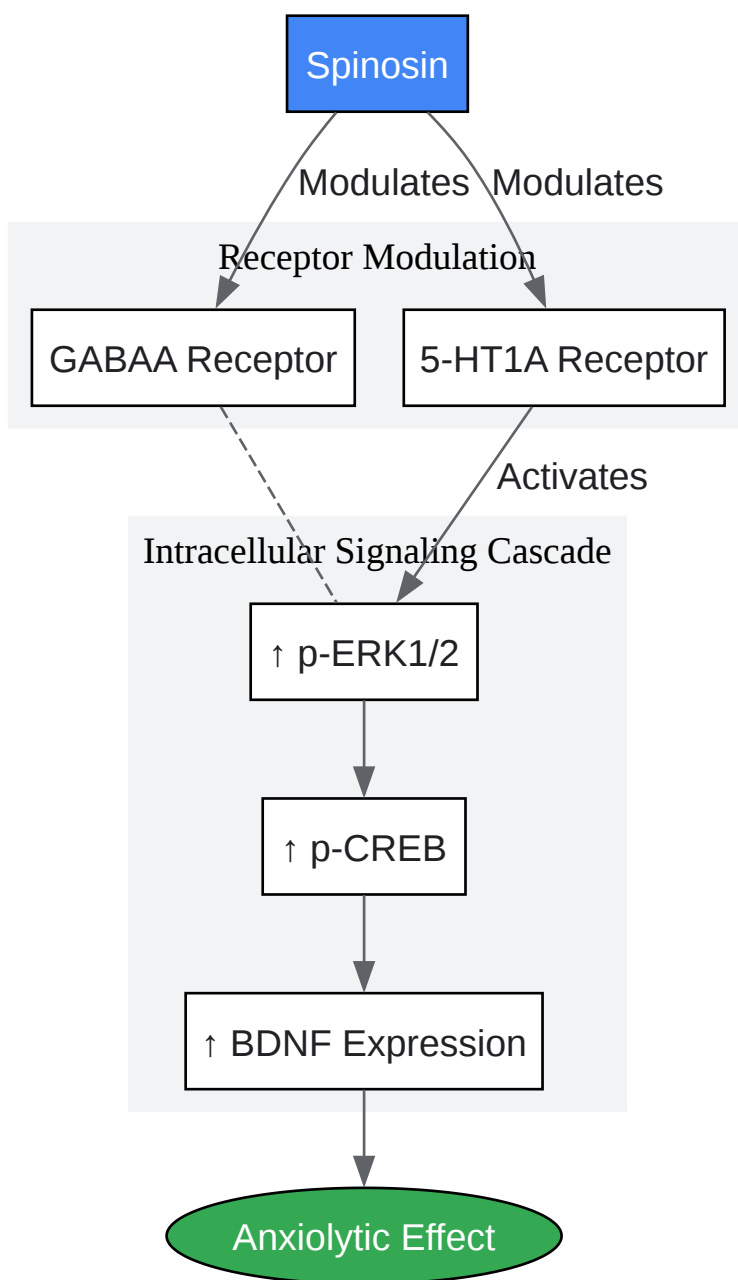 Spinosin
Modulates Modulates
Receptor Modulation
GABAA Receptor
5-HT1A Receptor
Activates
Intracellular Signaling Cascade
↑ p-ERK1/2
↑ p-CREB
↑ BDNF Expression
Anxiolytic Effect